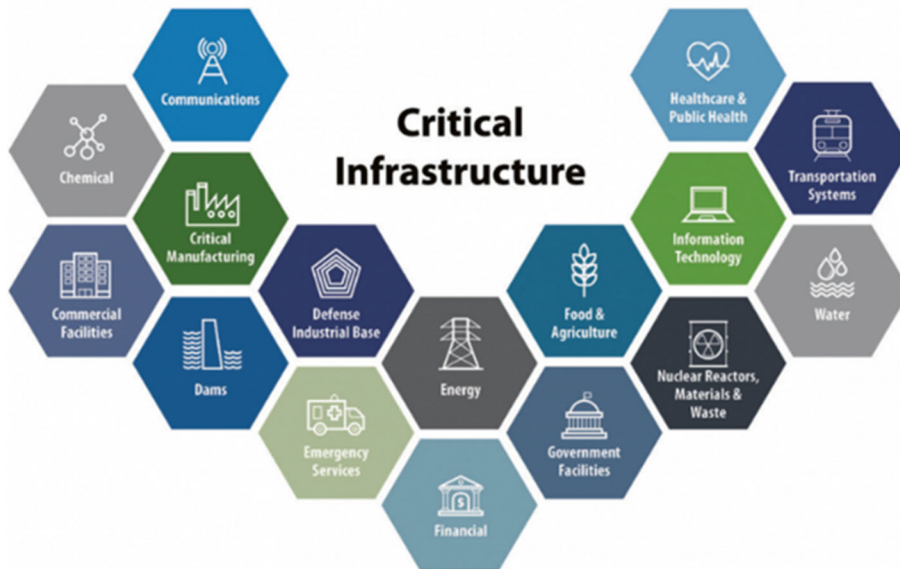 Critical
Infrastructure
Communications
Chemical
Critical
Manufacturing
Commercial
Facilities
Defense
Industrial Base
Dams
Emergency
Services
Energy
Financial
Food &
Agriculture
Government
Facilities
Healthcare &
Public Health
Information
Technology
Nuclear Reactors,
Materials &
Waste
Transportation
Systems
Water
$